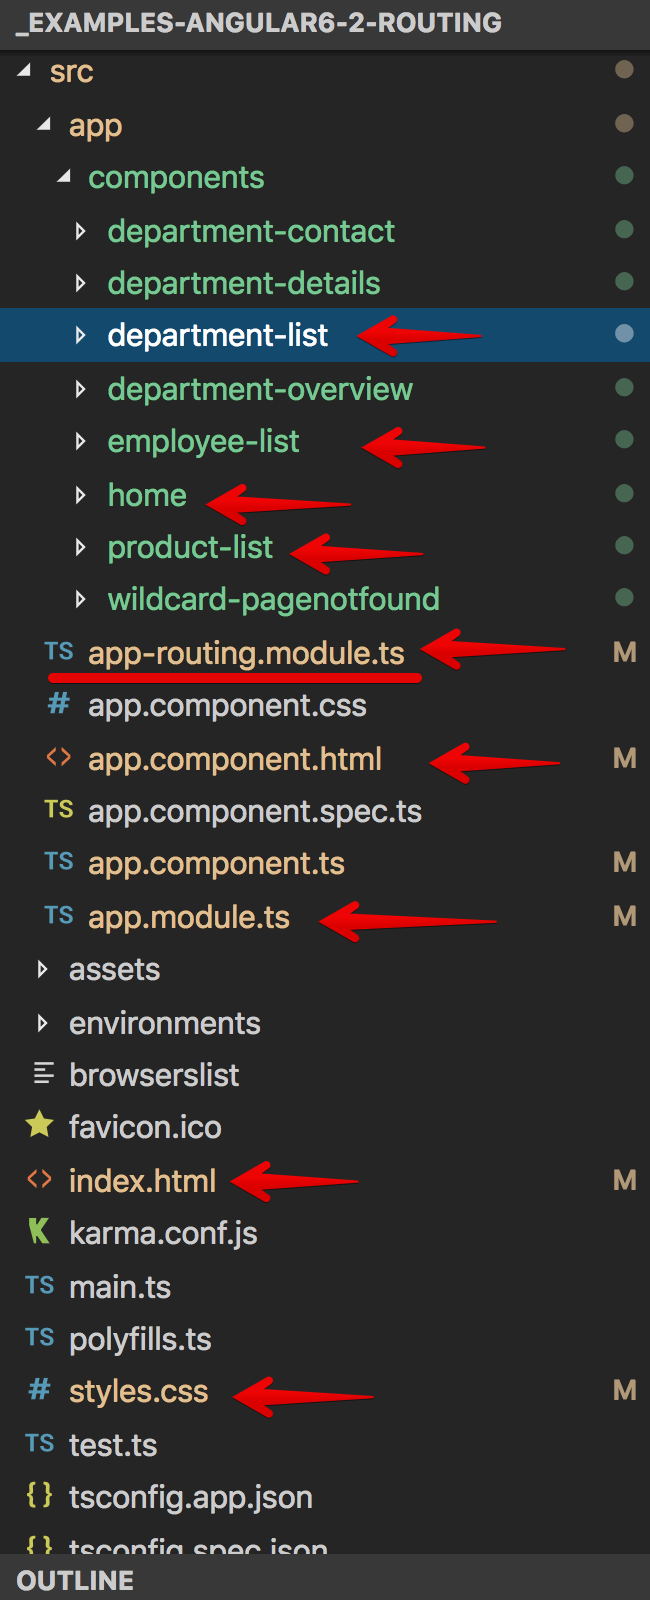 _EXAMPLES-ANGULAR6-2-ROUTING
src
app
components
department-contact
department-details
department-list
department-overview
employee-list
home
product-list
wildcard-pagenotfound
TS app-routing.module.ts M
# app.component.css
<> app.component.html M
TS app.component.spec.ts
TS app.component.ts M
TS app.module.ts M
assets
environments
browserslist
favicon.ico
<> index.html M
K karma.conf.js
TS main.ts
TS polyfills.ts
# styles.css M
TS test.ts
{} tsconfig.app.json
{} tsconfig.spec.json
OUTLINE